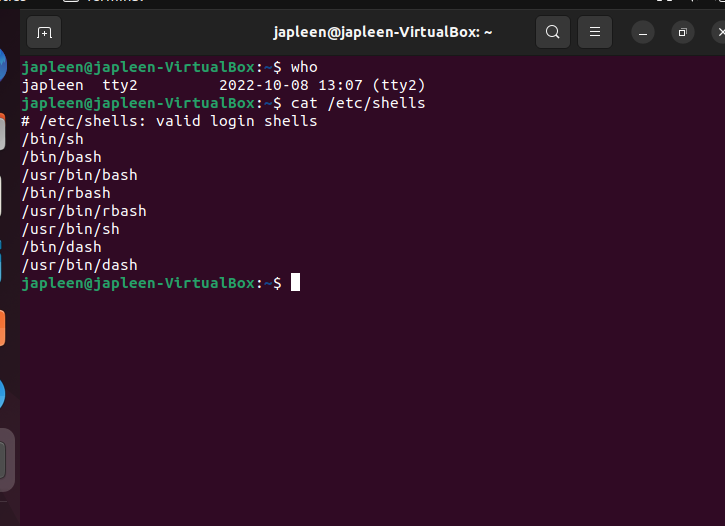 japleen@japleen-VirtualBox: ~
japleen@japleen-VirtualBox:~$ who
japleen  tty2         2022-10-08 13:07 (tty2)
japleen@japleen-VirtualBox:~$ cat /etc/shells
# /etc/shells: valid login shells
/bin/sh
/bin/bash
/usr/bin/bash
/bin/rbash
/usr/bin/rbash
/usr/bin/sh
/bin/dash
/usr/bin/dash
japleen@japleen-VirtualBox:~$